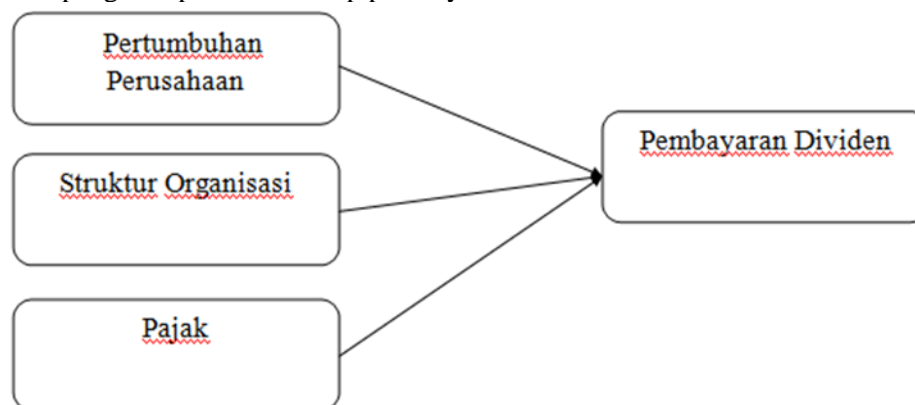 Pertumbuhan
Perusahaan
Struktur Organisasi
Pajak
Pembayaran Dividen